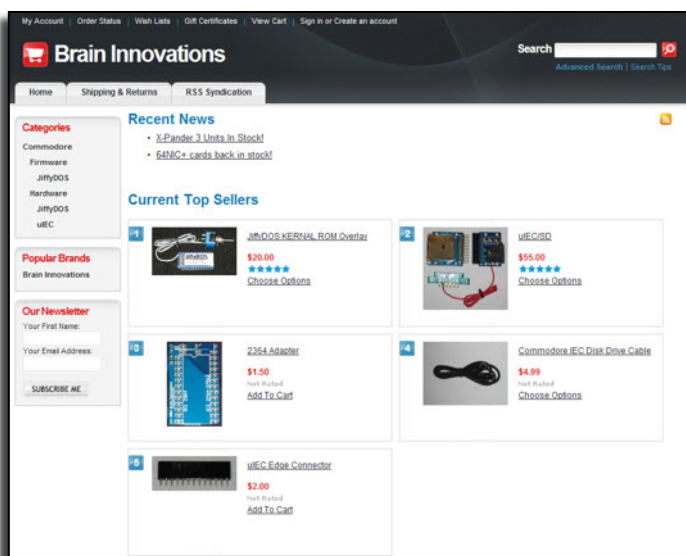 My Account | Order Status | Wish Lists | Gift Certificates | View Cart | Sign in or Create an account
Brain Innovations
Search
Advanced Search | Search Tips
Home
Shipping & Returns
RSS Syndication
Categories
Commodore
Firmware
JiffyDOS
Hardware
JiffyDOS
uIEC
Popular Brands
Brain Innovations
Our Newsletter
Your First Name:
Your Email Address:
SUBSCRIBE ME
Recent News
• X-Pander 3 Units In Stock!
• 64NIC+ cards back in stock!
Current Top Sellers
1
JiffyDOS
JiffyDOS KERNAL ROM Overlay
$20.00
Choose Options
2
uIEC/SD
$55.00
Choose Options
3
2364 Adapter
$1.50
Not Rated
Add To Cart
4
Commodore IEC Disk Drive Cable
$4.99
Not Rated
Choose Options
5
uIEC Edge Connector
$2.00
Not Rated
Add To Cart